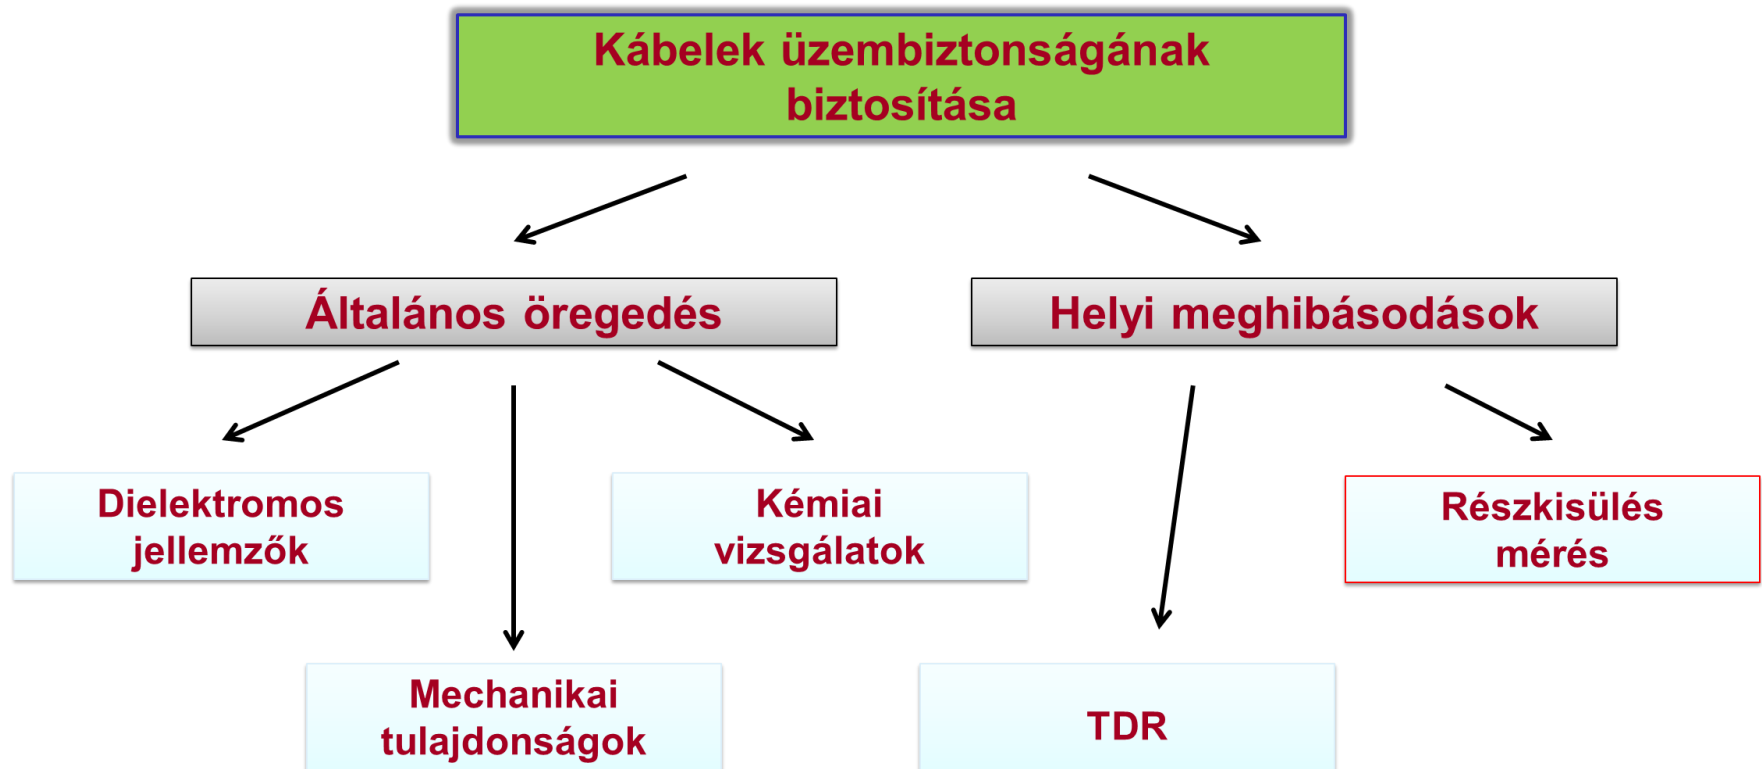 Kábelek üzembiztonságának
biztosítása
Általános öregedés
Helyi meghibásodások
Dielektromos
jellemzők
Kémiai
vizsgálatok
Részkisülés
mérés
Mechanikai
tulajdonságok
TDR